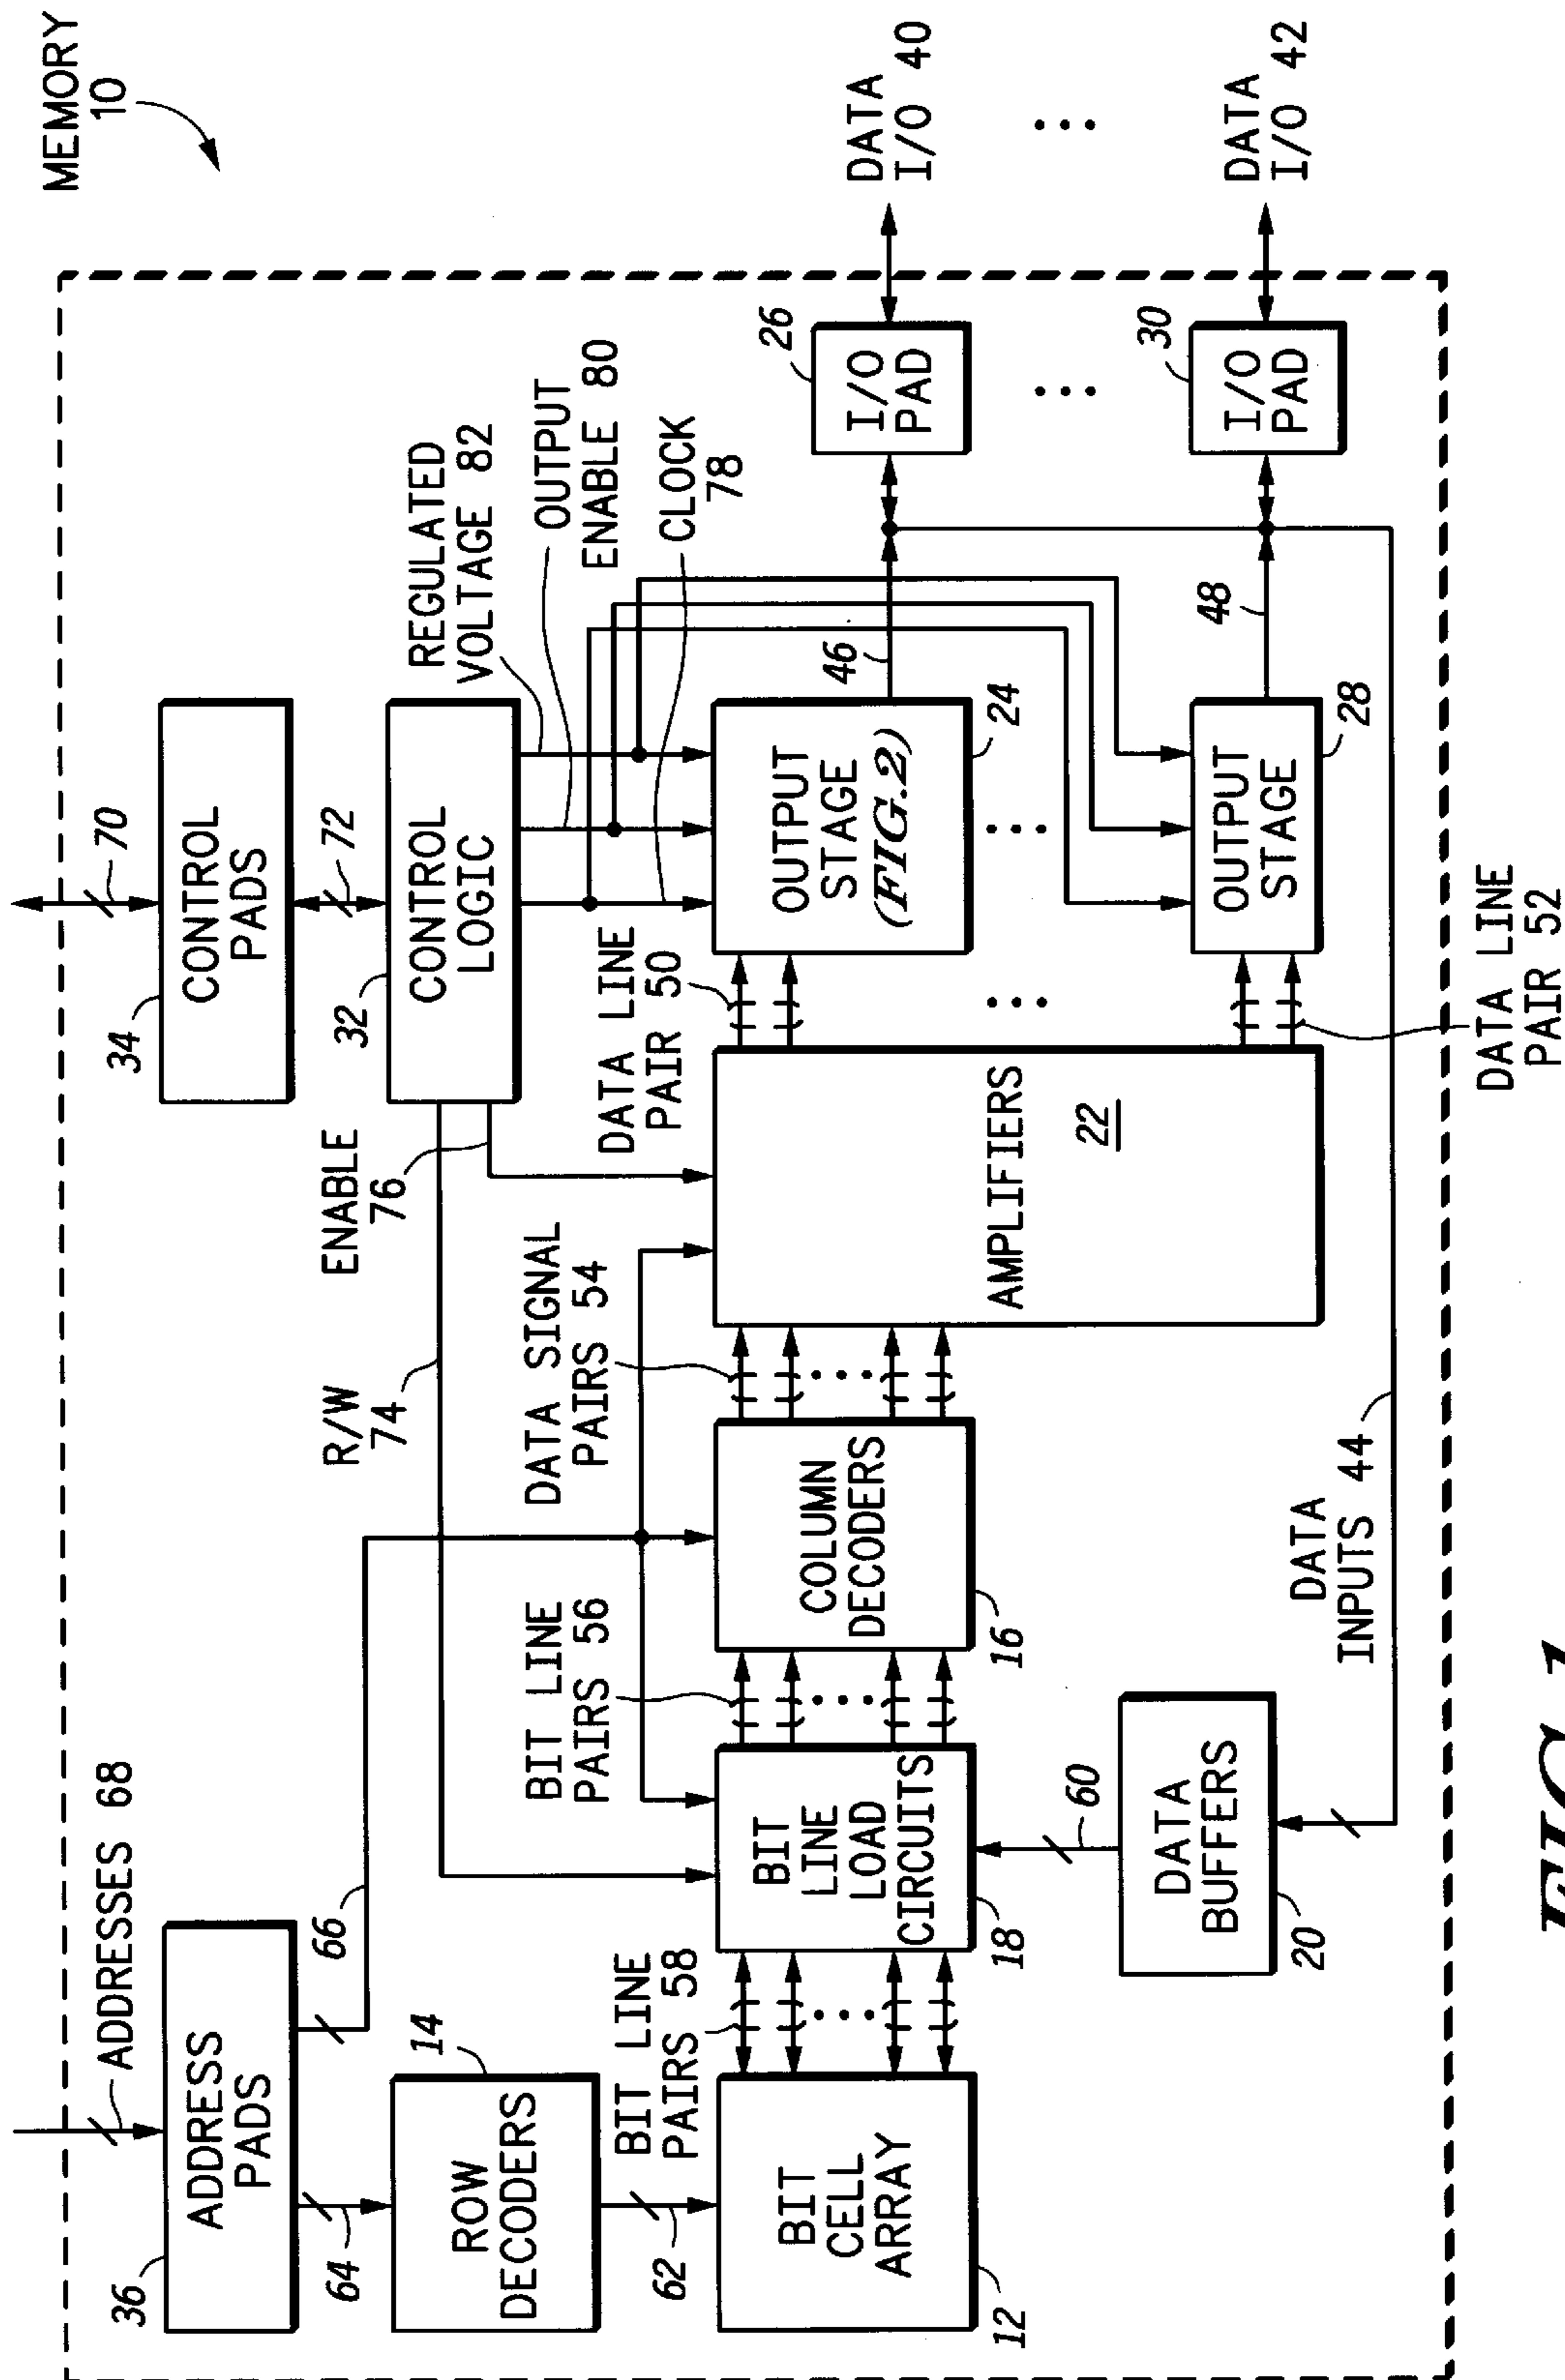 MEMORY
10
ADDRESSES 68
36
ADDRESS
PADS
66
34
CONTROL
PADS
70
72
64
14
ROW
DECODERS
R/W
74
ENABLE
76
32
CONTROL
LOGIC
REGULATED
VOLTAGE 82
OUTPUT
ENABLE 80
CLOCK
78
62
BIT LINE
PAIRS 58
BIT LINE
PAIRS 56
DATA SIGNAL
PAIRS 54
DATA LINE
PAIR 50
BIT
CELL
ARRAY
12
BIT
LINE
LOAD
CIRCUITS
18
COLUMN
DECODERS
16
AMPLIFIERS
22
OUTPUT
STAGE
(FIG.2)
24
46
26
I/O
PAD
DATA
I/O 40
60
DATA
BUFFERS
20
DATA
INPUTS 44
OUTPUT
STAGE
28
48
30
I/O
PAD
DATA
I/O 42
DATA LINE
PAIR 52